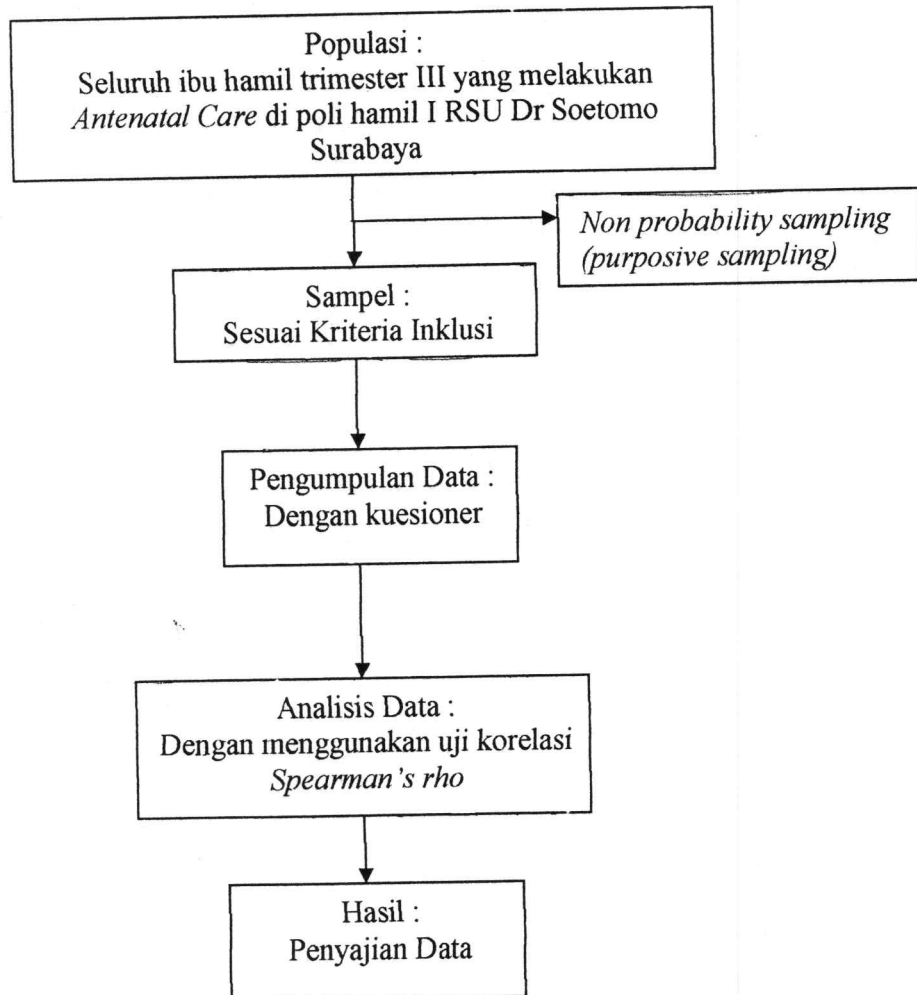 Populasi :
Seluruh ibu hamil trimester III yang melakukan
Antenatal Care di poli hamil I RSU Dr Soetomo
Surabaya
Non probability sampling
(purposive sampling)
Sampel :
Sesuai Kriteria Inklusi
Pengumpulan Data :
Dengan kuesioner
Analisis Data :
Dengan menggunakan uji korelasi
Spearman's rho
Hasil :
Penyajian Data